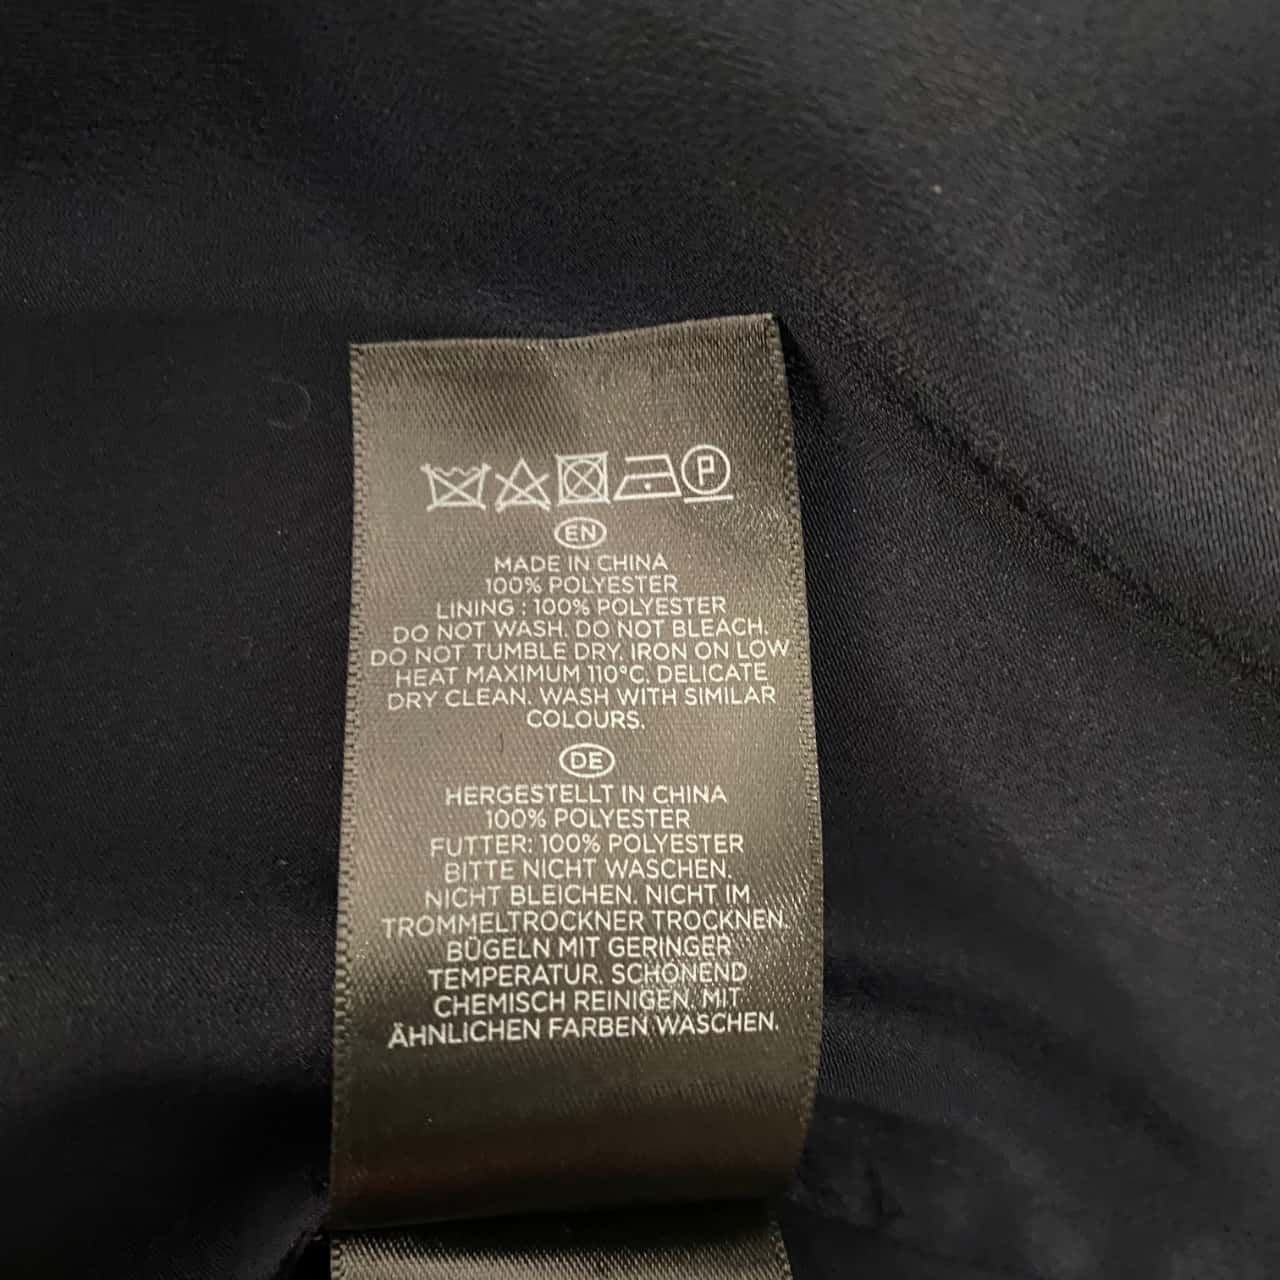 P
EN
MADE IN CHINA
100% POLYESTER
LINING : 100% POLYESTER
DO NOT WASH. DO NOT BLEACH.
DO NOT TUMBLE DRY. IRON ON LOW
HEAT MAXIMUM 110°C. DELICATE
DRY CLEAN. WASH WITH SIMILAR
COLOURS.
DE
HERGESTELLT IN CHINA
100% POLYESTER
FUTTER: 100% POLYESTER
BITTE NICHT WASCHEN.
NICHT BLEICHEN. NICHT IM
TROMMELTROCKNER TROCKNEN.
BÜGELN MIT GERINGER
TEMPERATUR. SCHONEND
CHEMISCH REINIGEN. MIT
ÄHNLICHEN FARBEN WASCHEN.